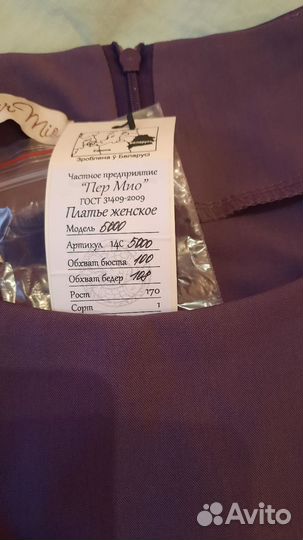 Зроблена ў Беларусі
Частное предприятие
"Пер Мио"
ГОСТ 31409-2009
Платье женское
Модель 5000
Артикул 14С 5000
Обхват бюста 100
Обхват бедер 108
Рост 170
Сорт 1
Avito